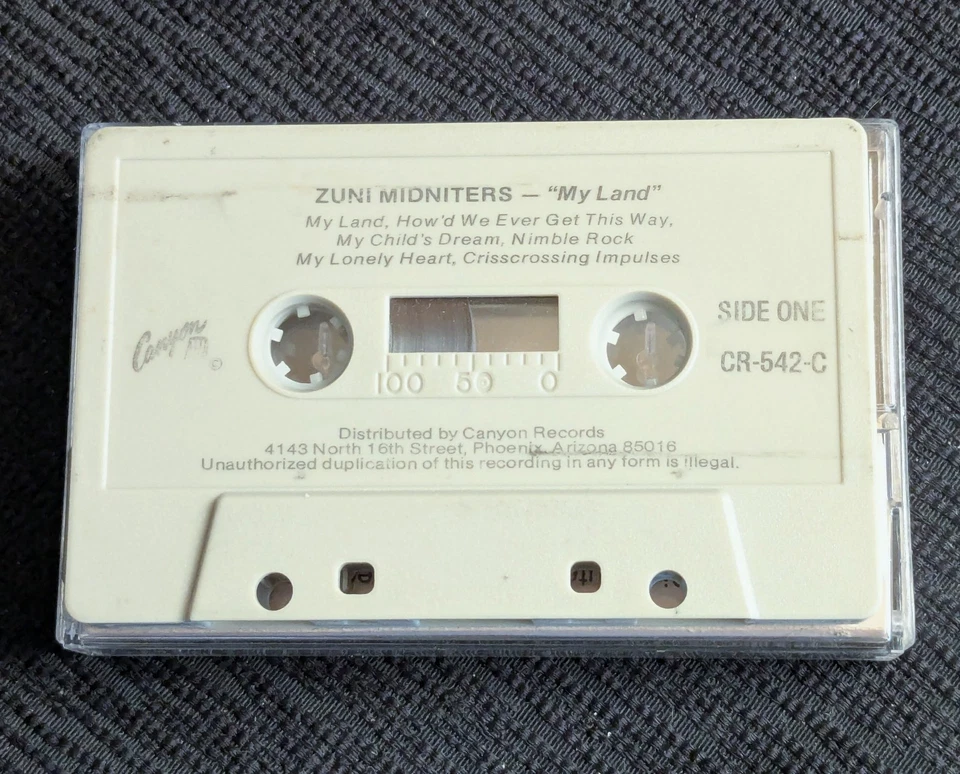 ZUNI MIDNITERS — "My Land"
My Land, How'd We Ever Get This Way,
My Child's Dream, Nimble Rock
My Lonely Heart, Crisscrossing Impulses
Canyon
©
SIDE ONE
CR-542-C
100 50 0
Distributed by Canyon Records
4143 North 16th Street, Phoenix, Arizona 85016
Unauthorized duplication of this recording in any form is illegal.